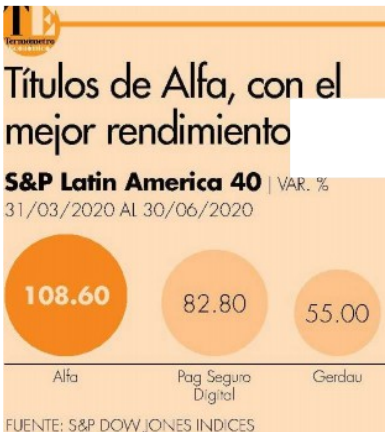 TE
Termómetro
Económico
Títulos de Alfa, con el
mejor rendimiento
S&P Latin America 40 | VAR. %
31/03/2020 AL 30/06/2020
108.60
82.80
55.00
Alfa
Pag Seguro
Digital
Gerdau
FUENTE: S&P DOW JONES INDICES